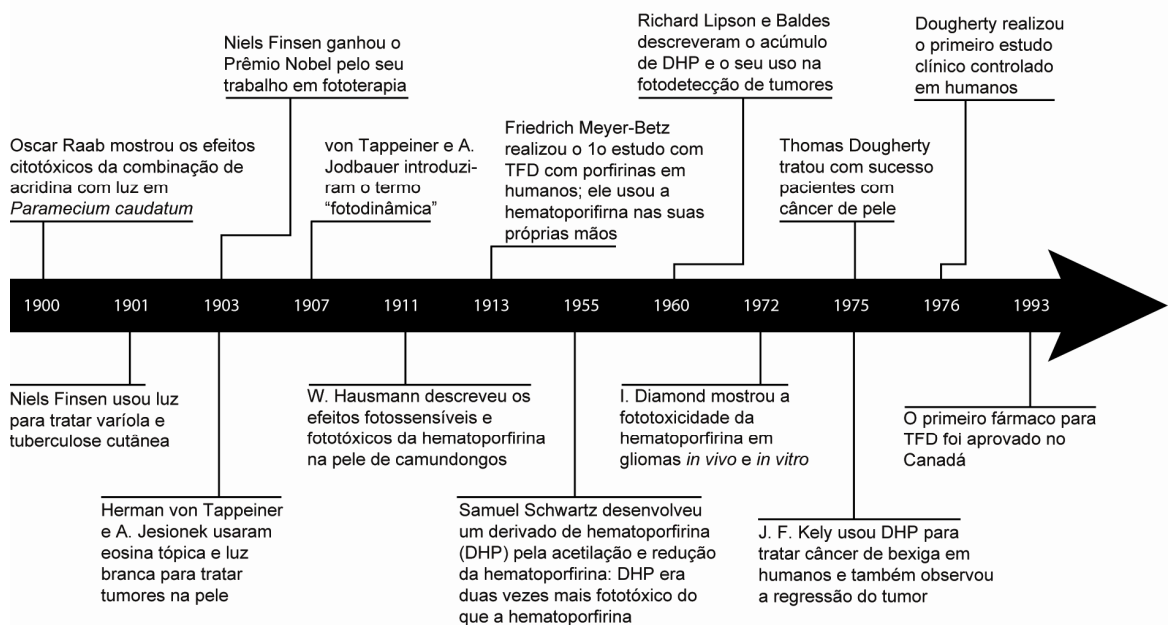 Niels Finsen ganhou o
Prêmio Nobel pelo seu
trabalho em fototerapia
Richard Lipson e Baldes
descreveram o acúmulo
de DHP e o seu uso na
fotodetecção de tumores
Dougherty realizou
o primeiro estudo
clínico controlado
em humanos
Oscar Raab mostrou os efeitos
citotóxicos da combinação de
acridina com luz em
Paramecium caudatum
von Tappeiner e A.
Jodbauer introduzi-
ram o termo
“fotodinâmica”
Friedrich Meyer-Betz
realizou o 1o estudo com
TFD com porfirinas em
humanos; ele usou a
hematoporifirna nas suas
próprias mãos
Thomas Dougherty
tratou com sucesso
pacientes com
câncer de pele
1900 1901 1903 1907 1911 1913 1955 1960 1972 1975 1976 1993
Niels Finsen usou luz
para tratar varíola e
tuberculose cutânea
W. Hausmann descreveu os
efeitos fotossensíveis e
fototóxicos da hematoporfirina
na pele de camundongos
I. Diamond mostrou a
fototoxicidade da
hematoporfirina em
gliomas in vivo e in vitro
O primeiro fármaco para
TFD foi aprovado no
Canadá
Herman von Tappeiner
e A. Jesionek usaram
eosina tópica e luz
branca para tratar
tumores na pele
Samuel Schwartz desenvolveu
um derivado de hematoporfirina
(DHP) pela acetilação e redução
da hematoporfirina: DHP era
duas vezes mais fototóxico do
que a hematoporfirina
J. F. Kely usou DHP para
tratar câncer de bexiga em
humanos e também observou
a regressão do tumor